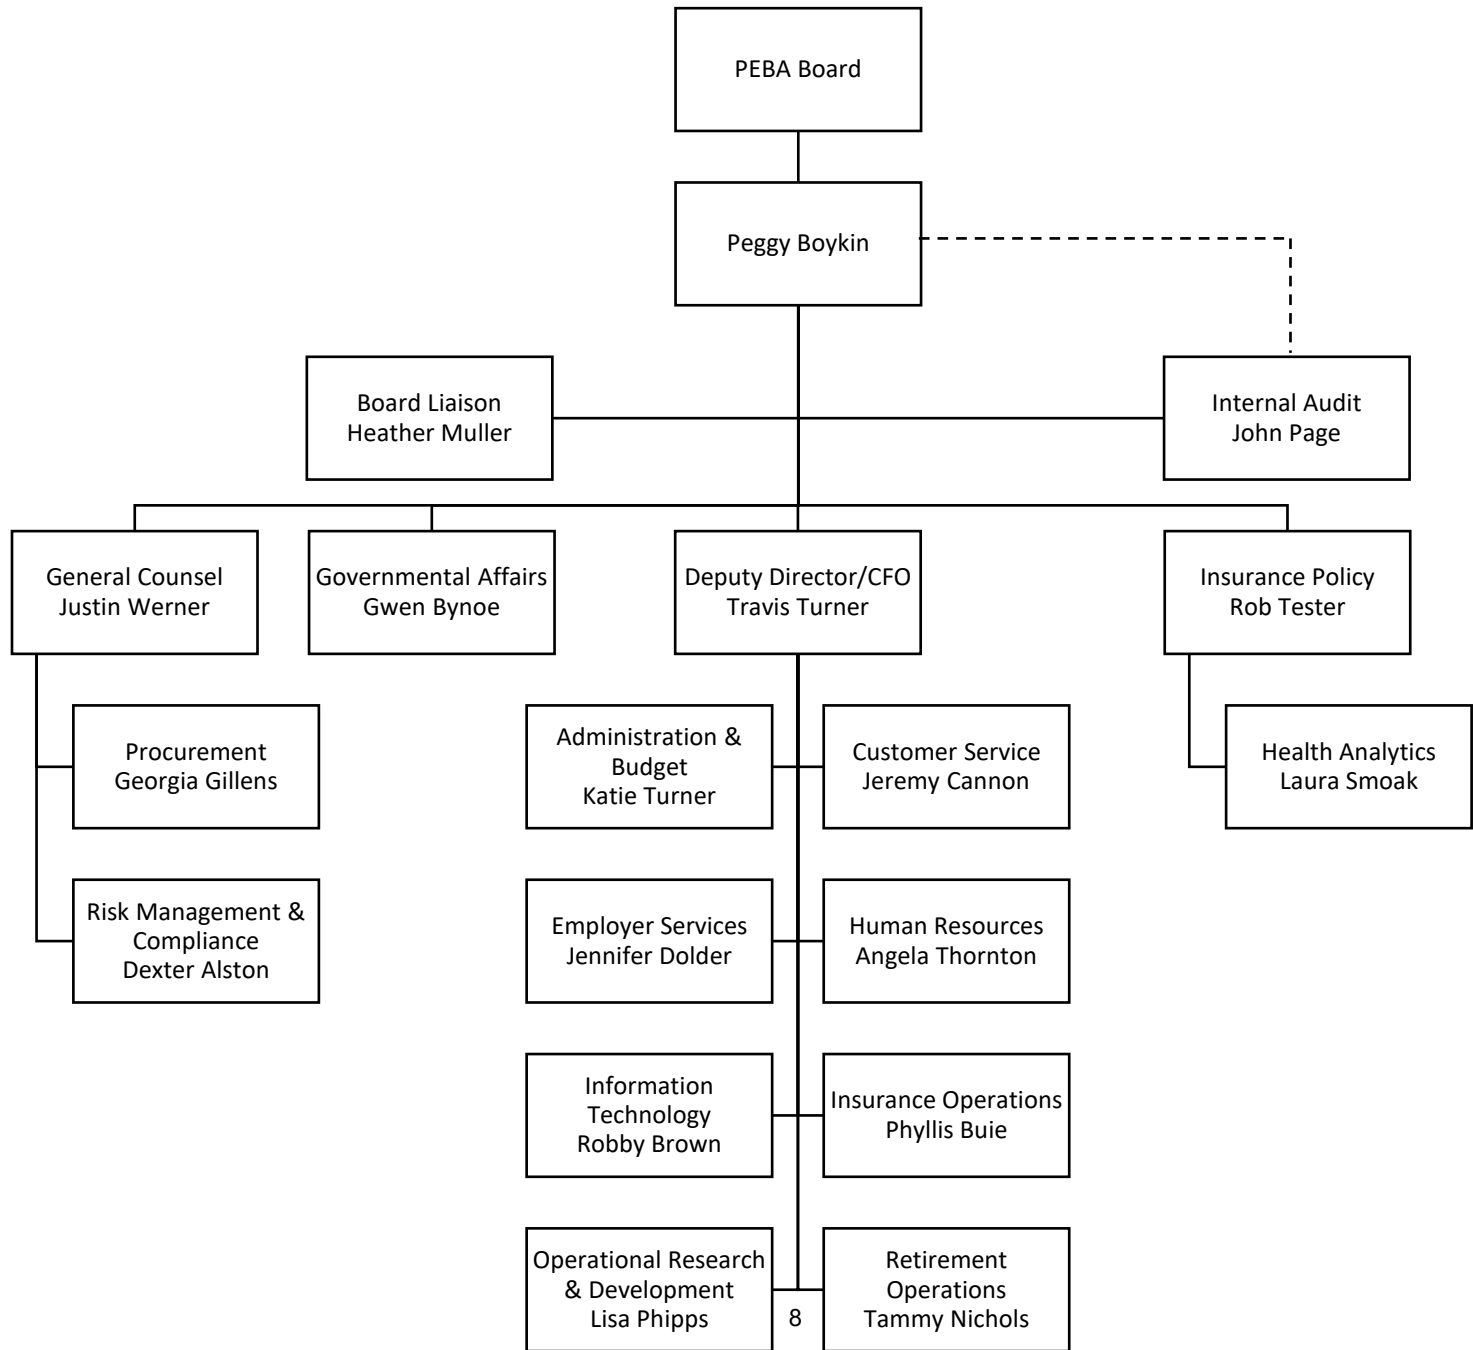 PEBA Board
Peggy Boykin
Board Liaison
Heather Muller
Internal Audit
John Page
General Counsel
Justin Werner
Governmental Affairs
Gwen Bynoe
Deputy Director/CFO
Travis Turner
Insurance Policy
Rob Tester
Procurement
Georgia Gillens
Administration &
Budget
Katie Turner
Customer Service
Jeremy Cannon
Health Analytics
Laura Smoak
Risk Management &
Compliance
Dexter Alston
Employer Services
Jennifer Dolder
Human Resources
Angela Thornton
Information
Technology
Robby Brown
Insurance Operations
Phyllis Buie
Operational Research
& Development
Lisa Phipps
Retirement
Operations
Tammy Nichols
8